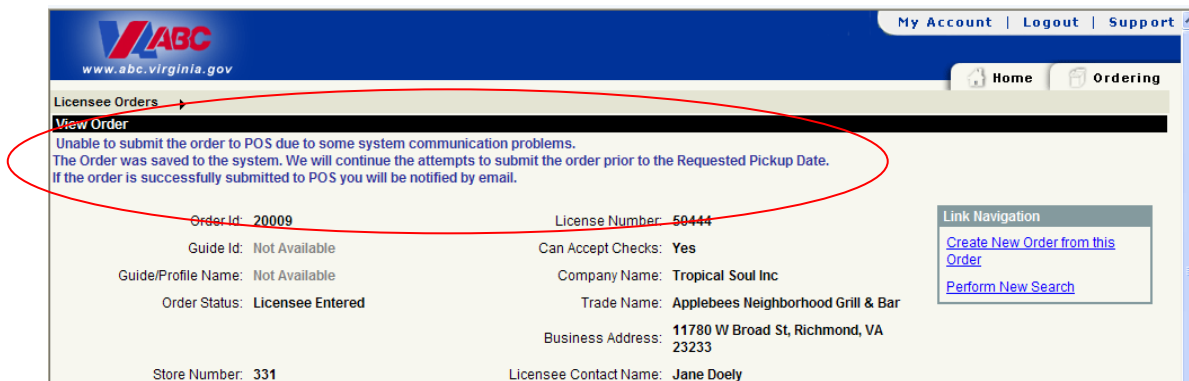 My Account | Logout | Support
VA ABC
www.abc.virginia.gov
Home
Ordering
Licensee Orders
View Order
Unable to submit the order to POS due to some system communication problems.
The Order was saved to the system. We will continue the attempts to submit the order prior to the Requested Pickup Date.
If the order is successfully submitted to POS you will be notified by email.
Order Id: 20009 License Number: 50444
Guide Id: Not Available Can Accept Checks: Yes
Guide/Profile Name: Not Available Company Name: Tropical Soul Inc
Order Status: Licensee Entered Trade Name: Applebees Neighborhood Grill & Bar
Business Address: 11780 W Broad St, Richmond, VA
23233
Store Number: 331 Licensee Contact Name: Jane Doely
Link Navigation
Create New Order from this
Order
Perform New Search